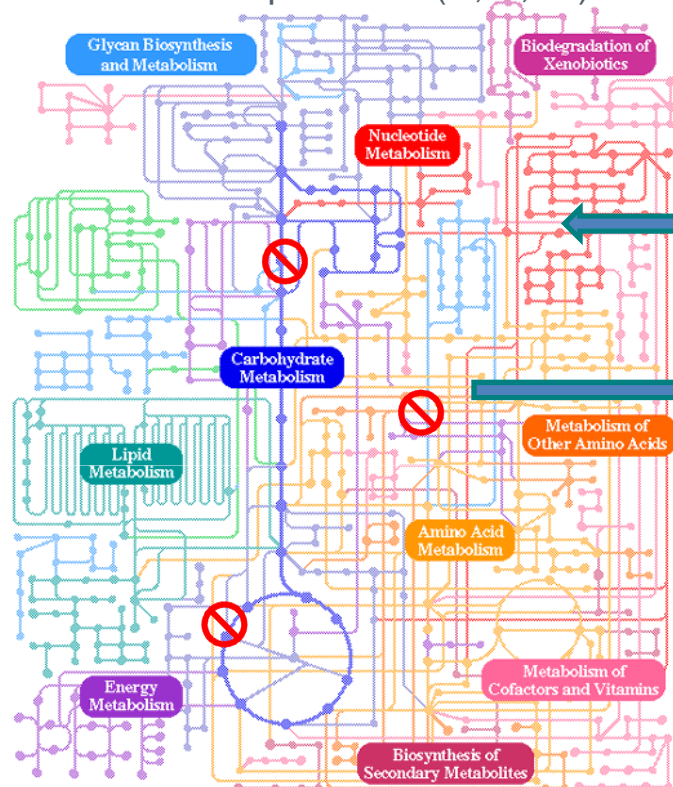 Glycan Biosynthesis
and Metabolism
Biodegradation of
Xenobiotics
Nucleotide
Metabolism
Carbohydrate
Metabolism
Metabolism of
Other Amino Acids
Lipid
Metabolism
Amino Acid
Metabolism
Metabolism of
Cofactors and Vitamins
Energy
Metabolism
Biosynthesis of
Secondary Metabolites